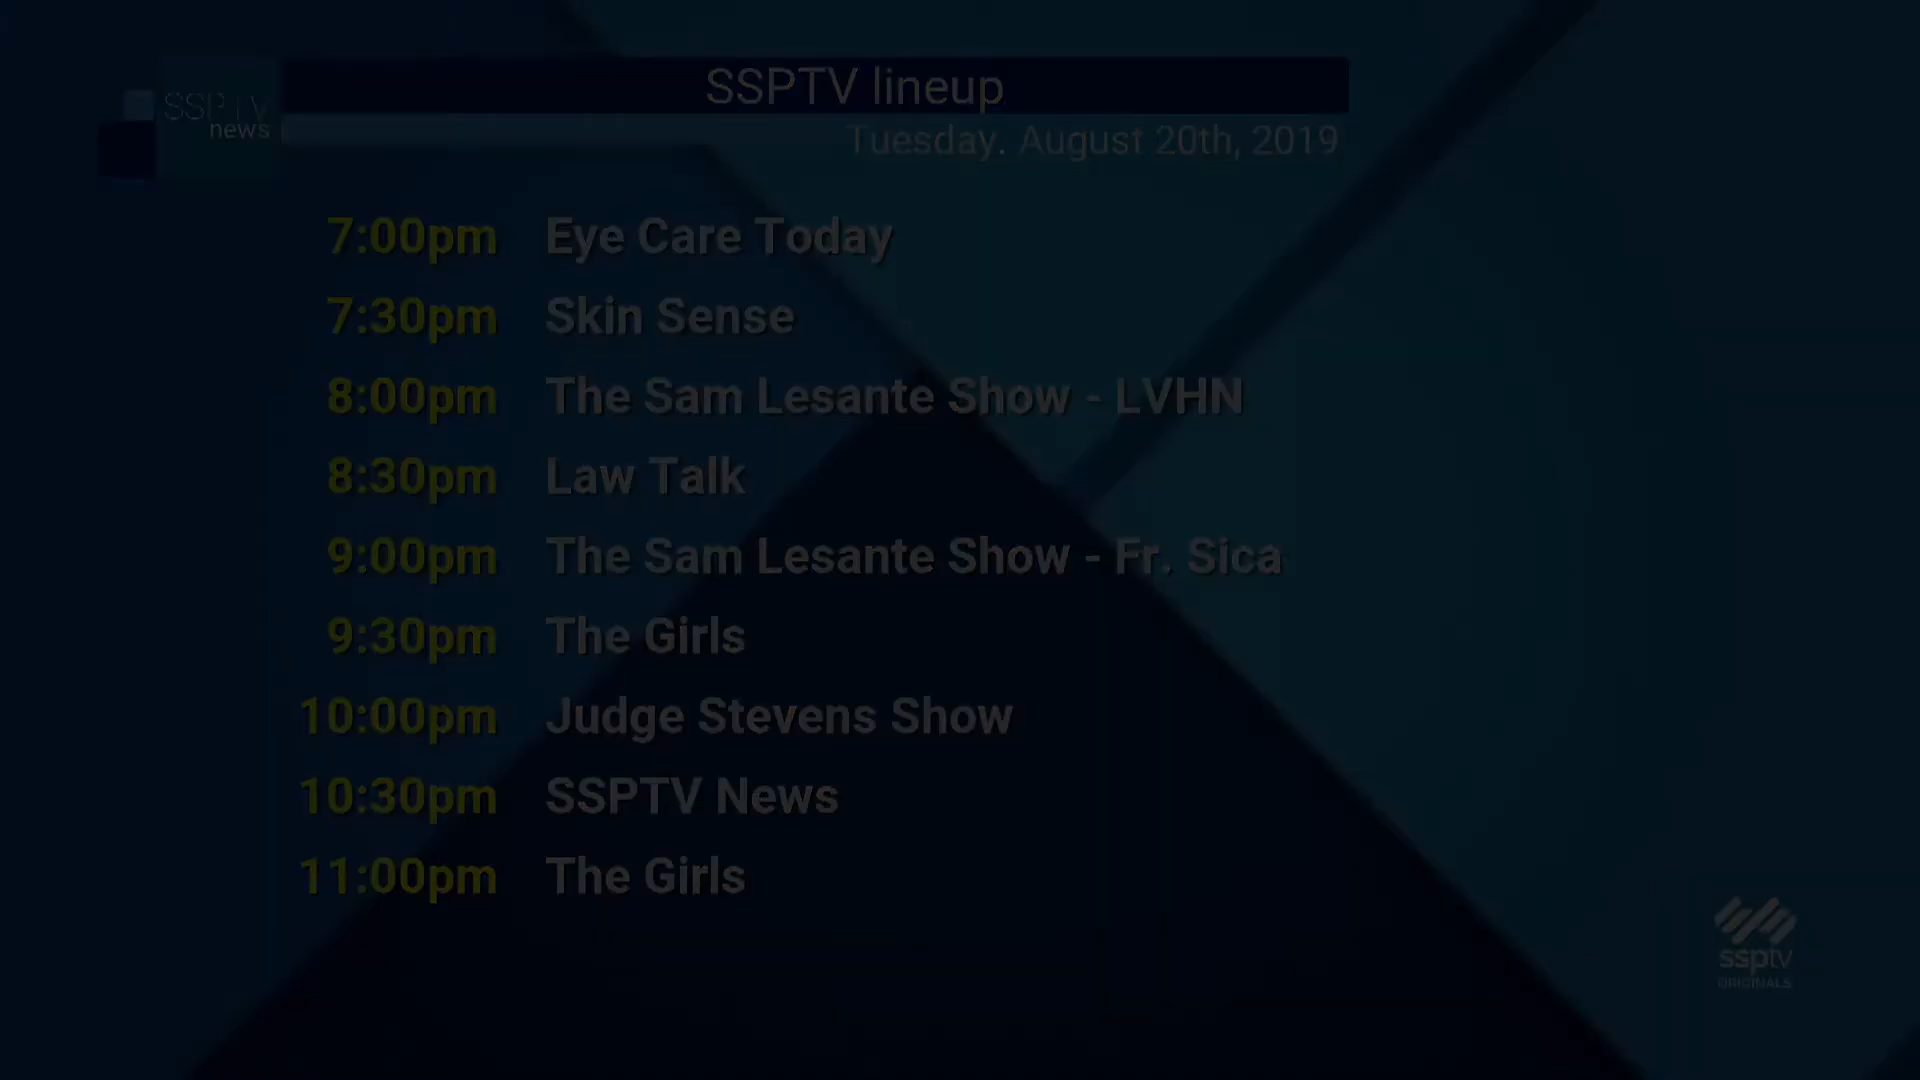 SSPTV lineup
SSPTV
news
Tuesday. August 20th, 2019
7:00pm Eye Care Today
7:30pm Skin Sense
8:00pm The Sam Lesante Show - LVHN
8:30pm Law Talk
9:00pm The Sam Lesante Show - Fr. Sica
9:30pm The Girls
10:00pm Judge Stevens Show
10:30pm SSPTV News
11:00pm The Girls
ssptv
ORIGINALS